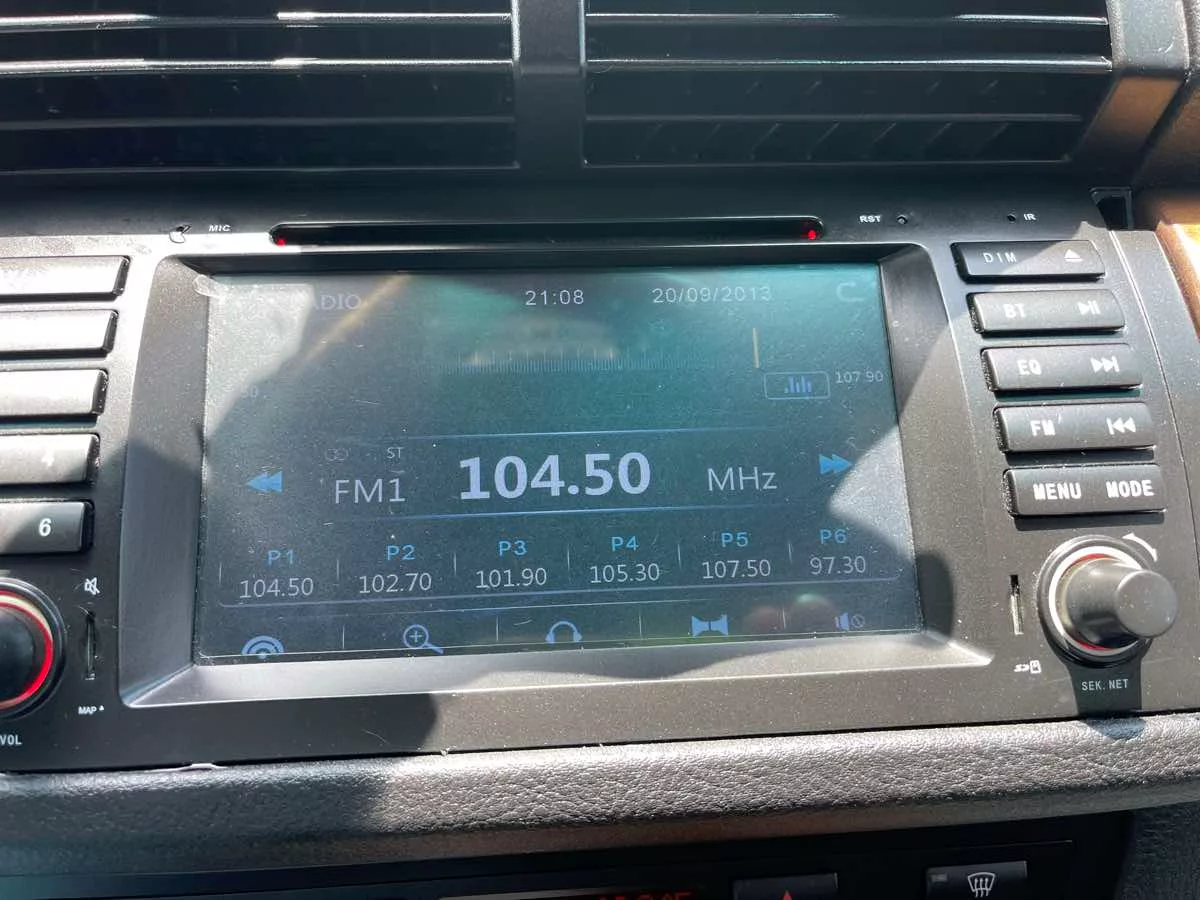 MIC
RST
IR
RADIO 21:08 20/09/2013
107.90
ST
FM1 104.50 MHz
P1 P2 P3 P4 P5 P6
104.50 102.70 101.90 105.30 107.50 97.30
4
6
MAP
VOL
DIM
BT
EQ
FM
MENU MODE
SD
SEK.NET